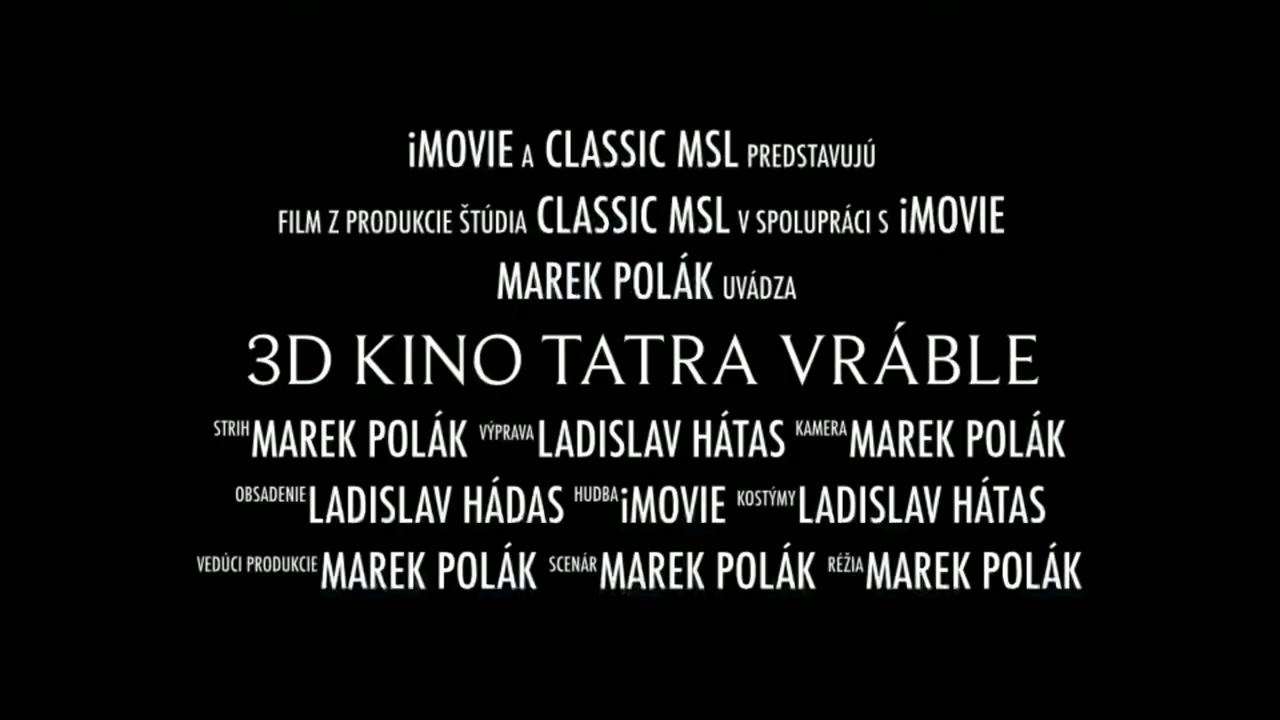 iMOVIE A CLASSIC MSL PREDSTAVUJÚ
FILM Z PRODUKCIE ŠTÚDIA CLASSIC MSL V SPOLUPRÁCI S iMOVIE
MAREK POLÁK UVÁDZA
3D KINO TATRA VRÁBLE
STRIH MAREK POLÁK VÝPRAVA LADISLAV HÁTAS KAMERA MAREK POLÁK
OBSADENIE LADISLAV HÁDAS HUDBA iMOVIE KOSTÝMY LADISLAV HÁTAS
VEDÚCI PRODUKCIE MAREK POLÁK SCENÁR MAREK POLÁK RÉŽIA MAREK POLÁK